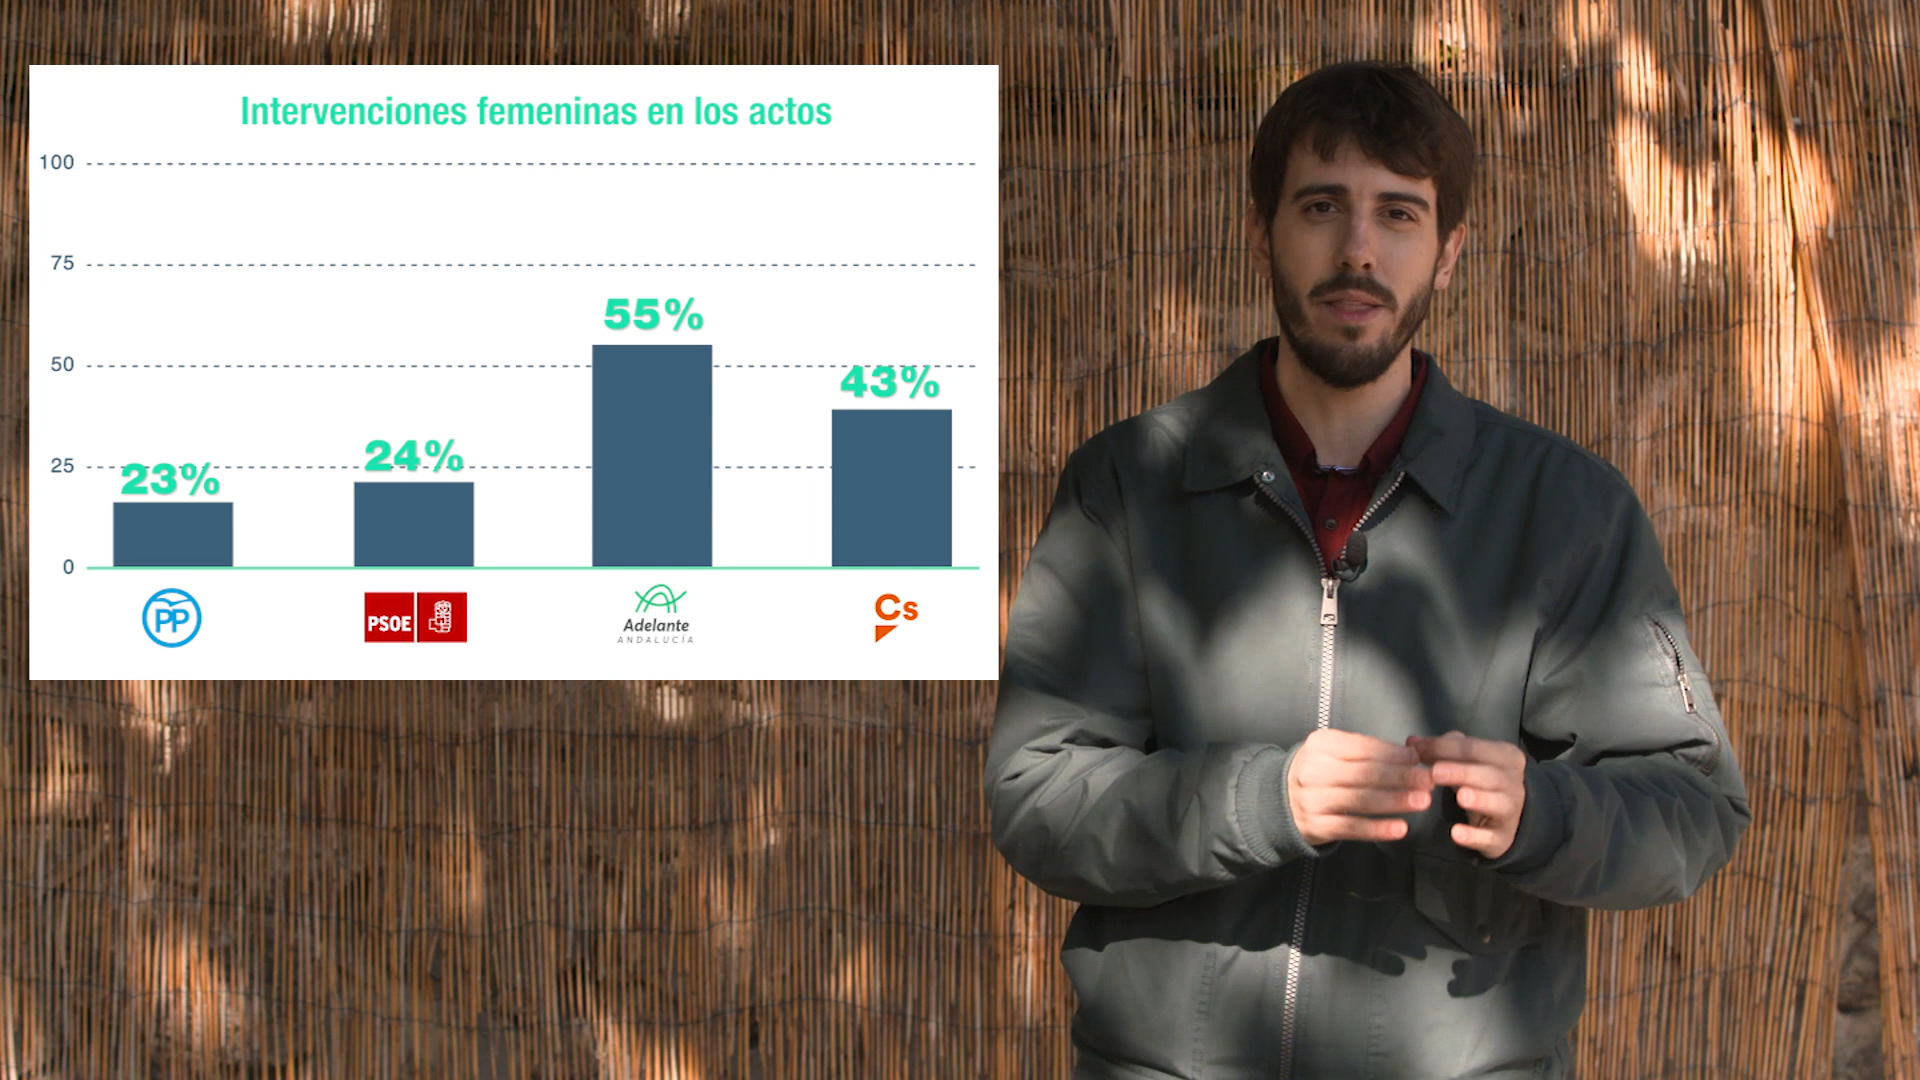 Intervenciones femeninas en los actos
100
75
50
25
0
23%
24%
55%
43%
PP
PSOE
Adelante
ANDALUCÍA
Cs